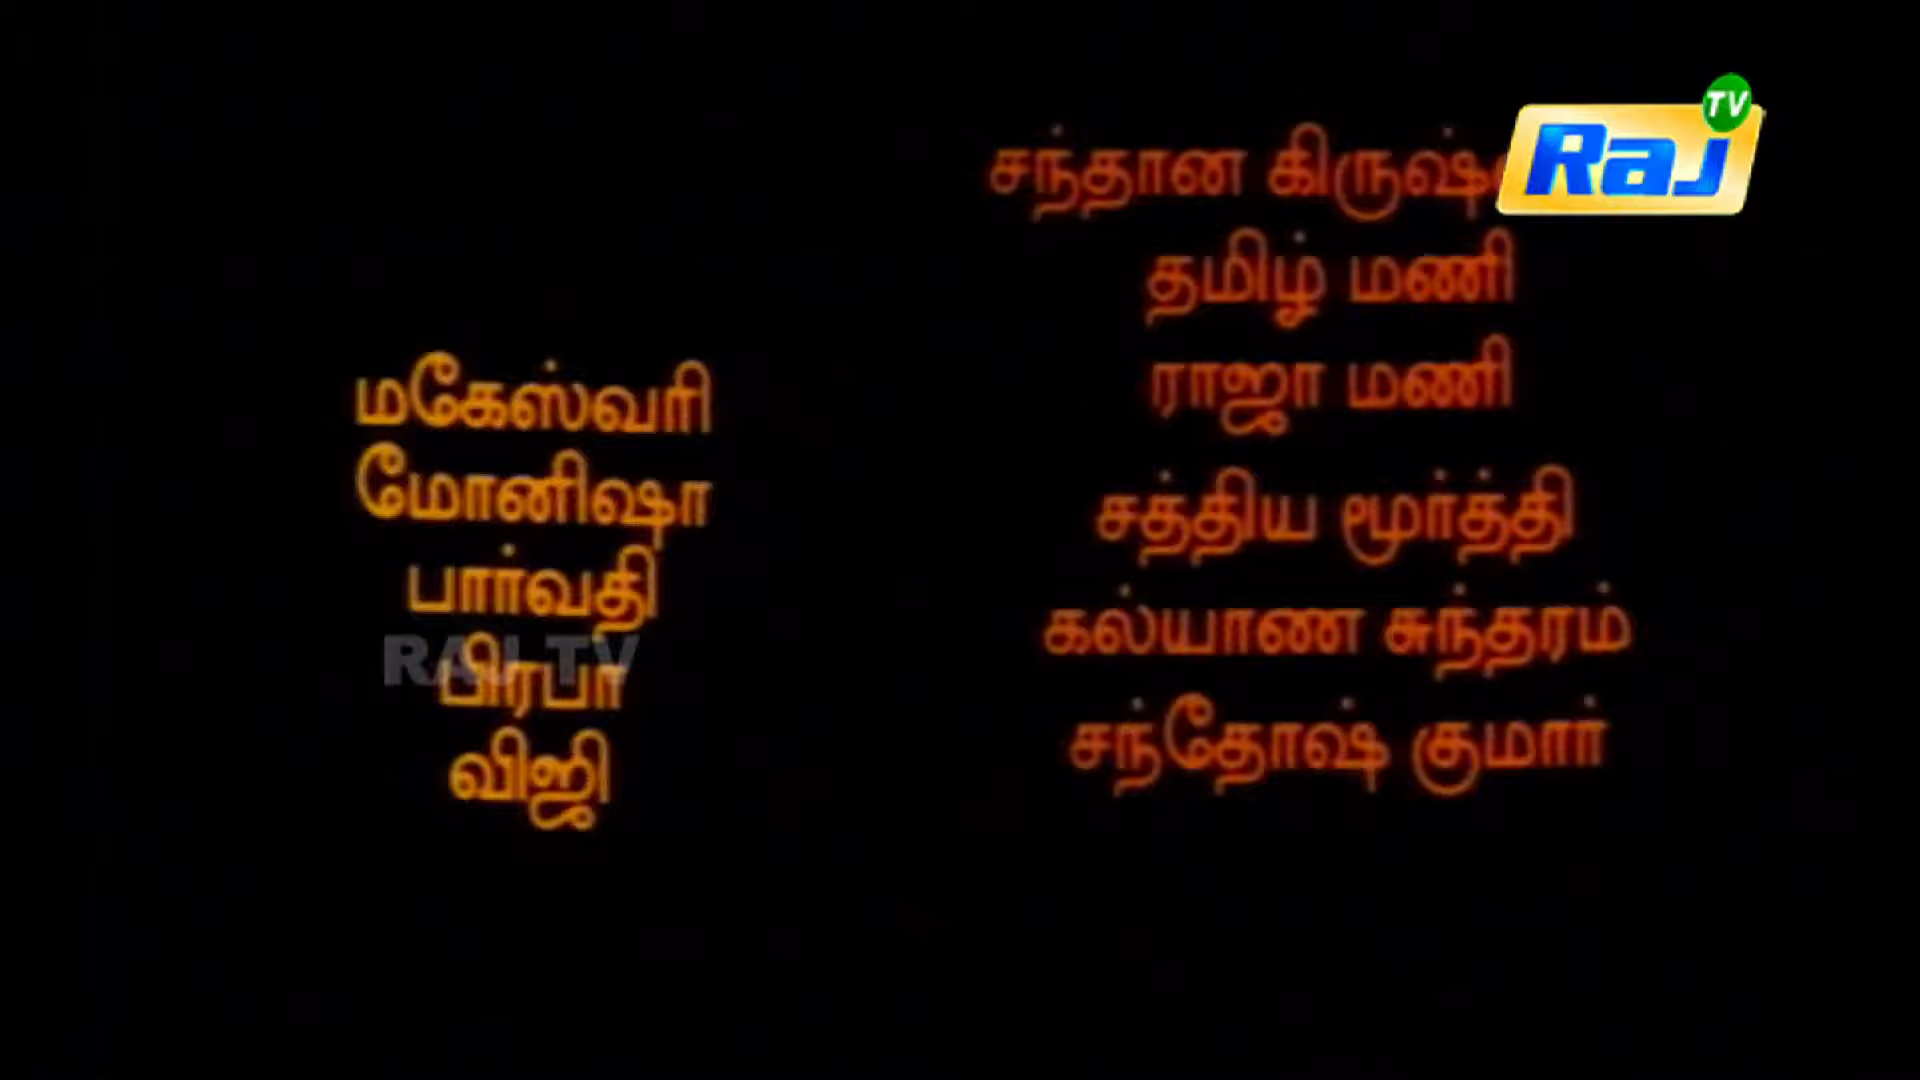 மகேஸ்வரி
மோனிஷா
பார்வதி
பிரபா
விஜி
சந்தான
தமிழ் மணி
ராஜா மணி
சத்திய மூர்த்தி
கல்யாண சுந்தரம்
சந்தோஷ் குமார்
Raj TV
RAJ TV